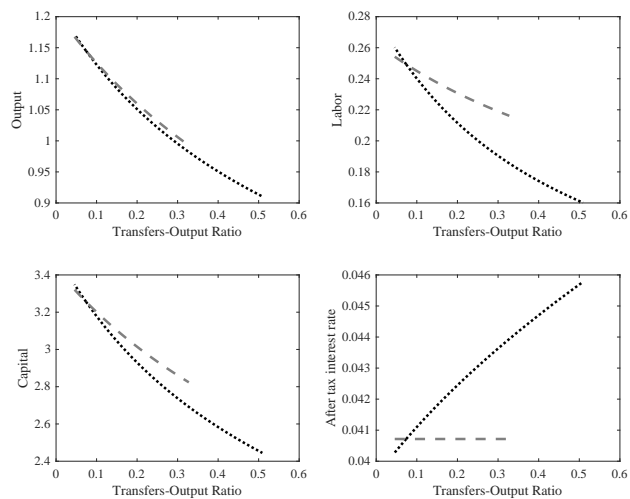 1.2
1.15
1.1
1.05
1
0.95
0.9
Output
0 0.1 0.2 0.3 0.4 0.5 0.6
Transfers-Output Ratio
0.28
0.26
0.24
0.22
0.2
0.18
0.16
Labor
0 0.1 0.2 0.3 0.4 0.5 0.6
Transfers-Output Ratio
3.4
3.2
3
2.8
2.6
2.4
Capital
0 0.1 0.2 0.3 0.4 0.5 0.6
Transfers-Output Ratio
0.046
0.045
0.044
0.043
0.042
0.041
0.04
After tax interest rate
0 0.1 0.2 0.3 0.4 0.5 0.6
Transfers-Output Ratio